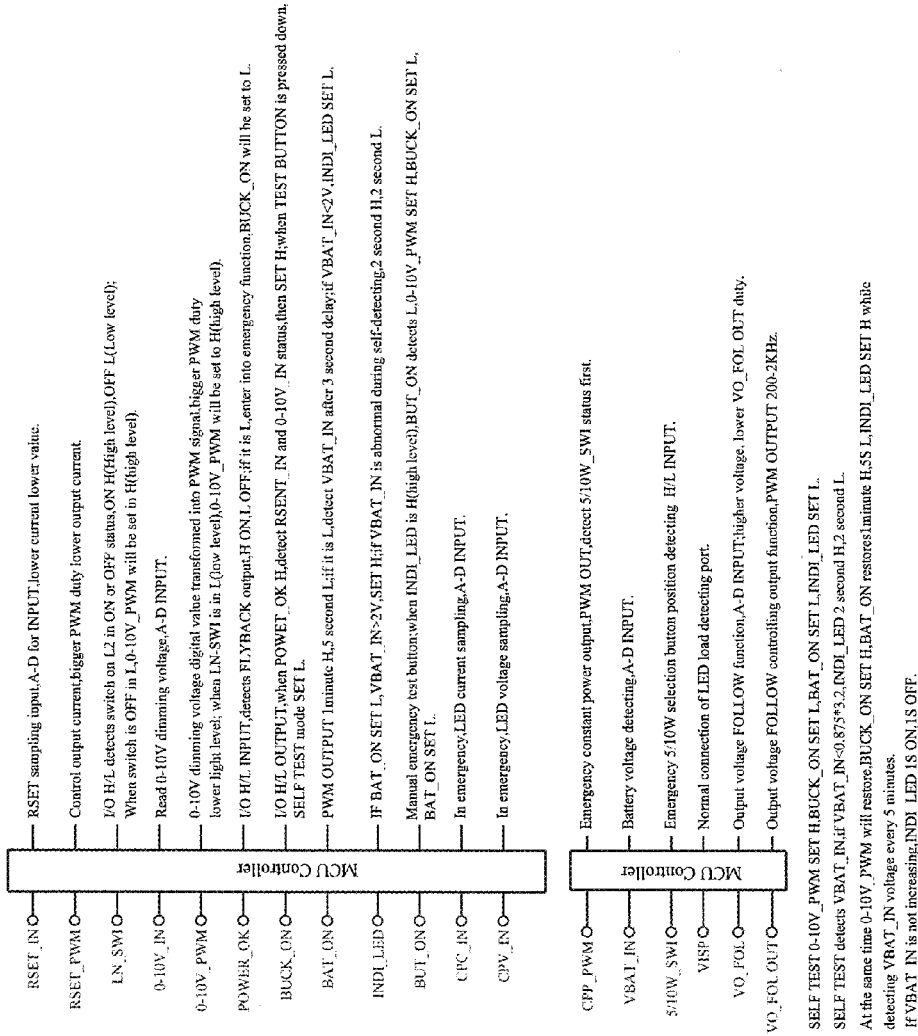 RSET_IN
RSET sampling input,A-D for INPUT,lower current lower value.
RSET_PWM
Control output current,bigger PWM duty lower output current.
LN_SWI
I/O H/L detects switch on L2 in ON or OFF status,ON H(High level),OFF L(Low level);
When switch is OFF in L,0-10V_PWM will be set in H(high level).
0-10V_IN
Read 0-10V dimming voltage,A-D INPUT.
0-10V_PWM
0-10V dimming voltage digital value transformed into PWM signal,bigger PWM duty
lower light level; when LN-SWI is in L(low level),0-10V_PWM will be set to H(high level).
POWER_OK
I/O H/L INPUT,detects FLYBACK output,H ON,L OFF;if it is L,enter into emergency function,BUCK_ON will be set to L.
BUCK_ON
I/O H/L OUTPUT,when POWET_OK H,detect RSENT_IN and 0-10V_IN status,then SET H;when TEST BUTTON is pressed down,
SELF TEST mode SET L.
BAT_ON
PWM OUTPUT 1minute H,5 second L;if it is L,detect VBAT_IN after 3 second delay;if VBAT_IN<2V,INDI_LED SET L.
INDI_LED
IF BAT_ON SET L,VBAT_IN>2V,SET H;if VBAT_IN is abnormal during self-detecting,2 second H,2 second L.
BUT_ON
Manual emergency test button;when INDI_LED is H(high level),BUT_ON detects L,0-10V_PWM SET H,BUCK_ON SET L,
BAT_ON SET L.
CPC_IN
In emergency,LED current sampling,A-D INPUT.
CPV_IN
In emergency,LED voltage sampling,A-D INPUT.
MCU Controller
CPP_PWM
Emergency constant power output,PWM OUT,detect 5/10W_SWI status first.
VBAT_IN
Battery voltage detecting,A-D INPUT.
5/10W_SWI
Emergency 5/10W selection button position detecting H/L INPUT.
VISP
Normal connection of LED load detecting port.
VO_FOL
Output voltage FOLLOW function,A-D INPUT;higher voltage, lower VO_FOL OUT duty.
VO_FOL OUT
Output voltage FOLLOW controlling output function,PWM OUTPUT 200-2KHz.
MCU Controller
SELF TEST 0-10V_PWM SET H,BUCK_ON SET L,BAT_ON SET L,INDI_LED SET L.
SELF TEST detects VBAT_IN,if VBAT_IN<0.875*3.2,INDI_LED 2 second H,2 second L.
At the same time 0-10V_PWM will restore,BUCK_ON SET H,BAT_ON restores1minute H,5S L,INDI_LED SET H while
detecting VBAT_IN voltage every 5 minutes.
If VBAT_IN is not increasing,INDI_LED 1S ON,1S OFF.